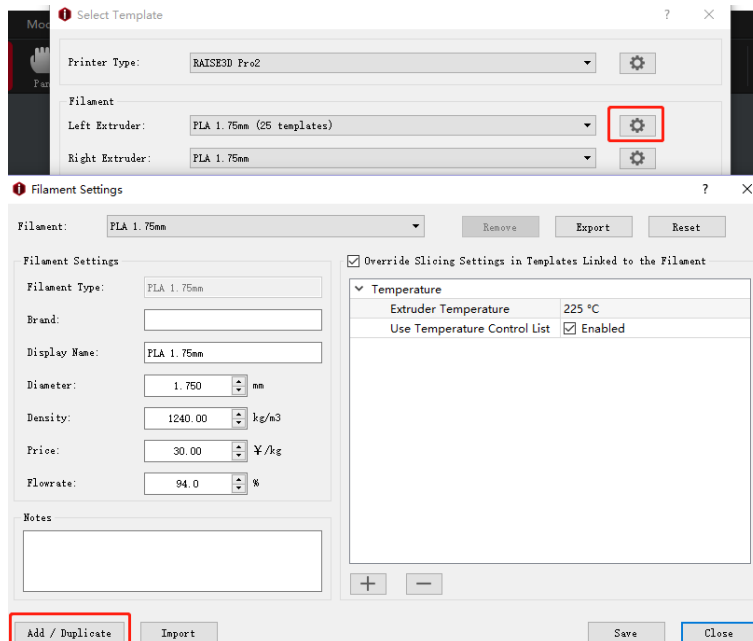 Select Template
?
Mod
Printer Type: RAISE3D Pro2
Pan
Filament
Left Extruder: PLA 1.75mm (25 templates)
Right Extruder: PLA 1.75mm
Filament Settings
?
Filament: PLA 1.75mm Remove Export Reset
Filament Settings
Filament Type: PLA 1.75mm
Brand:
Display Name: PLA 1.75mm
Diameter: 1.750 mm
Density: 1240.00 kg/m3
Price: 30.00 ¥/kg
Flowrate: 94.0 %
Notes
Override Slicing Settings in Templates Linked to the Filament
Temperature
Extruder Temperature 225 °C
Use Temperature Control List Enabled
Add / Duplicate Import Save Close